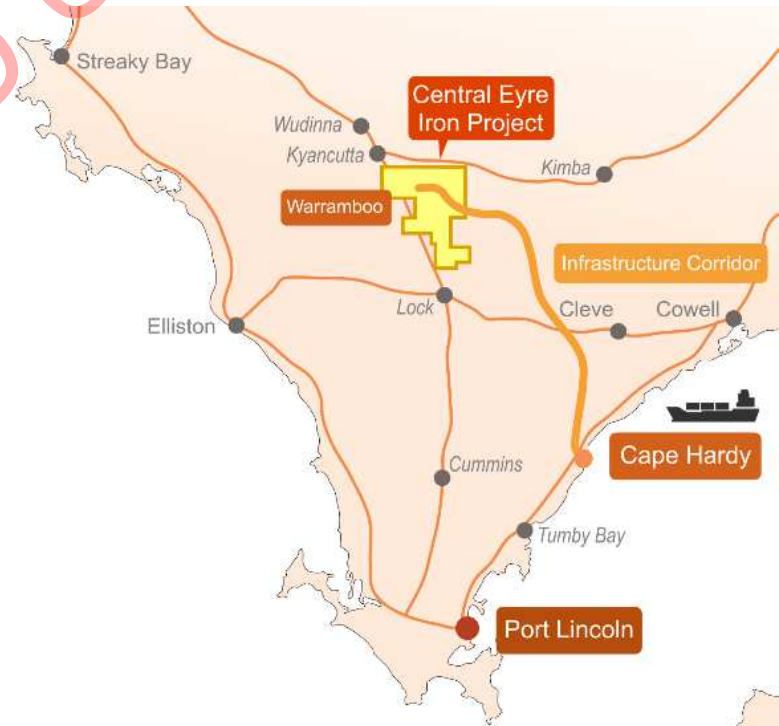 Streaky Bay
Central Eyre
Iron Project
Wudinna
Kyancutta
Kimba
Warramboo
Infrastructure Corridor
Lock
Cleve
Cowell
Elliston
Cape Hardy
Cummins
Tumby Bay
Port Lincoln